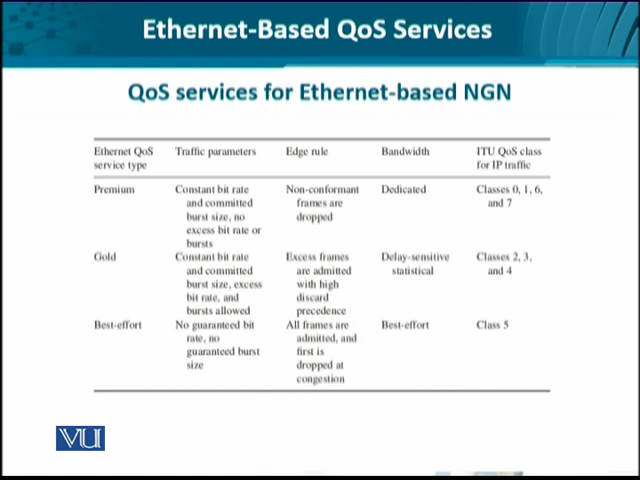 Ethernet-Based QoS Services
QoS services for Ethernet-based NGN
Ethernet QoS service type | Traffic parameters | Edge rule | Bandwidth | ITU QoS class for IP traffic
Premium | Constant bit rate and committed burst size, no excess bit rate or bursts | Non-conformant frames are dropped | Dedicated | Classes 0, 1, 6, and 7
Gold | Constant bit rate and committed burst size, excess bit rate, and bursts allowed | Excess frames are admitted with high discard precedence | Delay-sensitive statistical | Classes 2, 3, and 4
Best-effort | No guaranteed bit rate, no guaranteed burst size | All frames are admitted, and first is dropped at congestion | Best-effort | Class 5
VU